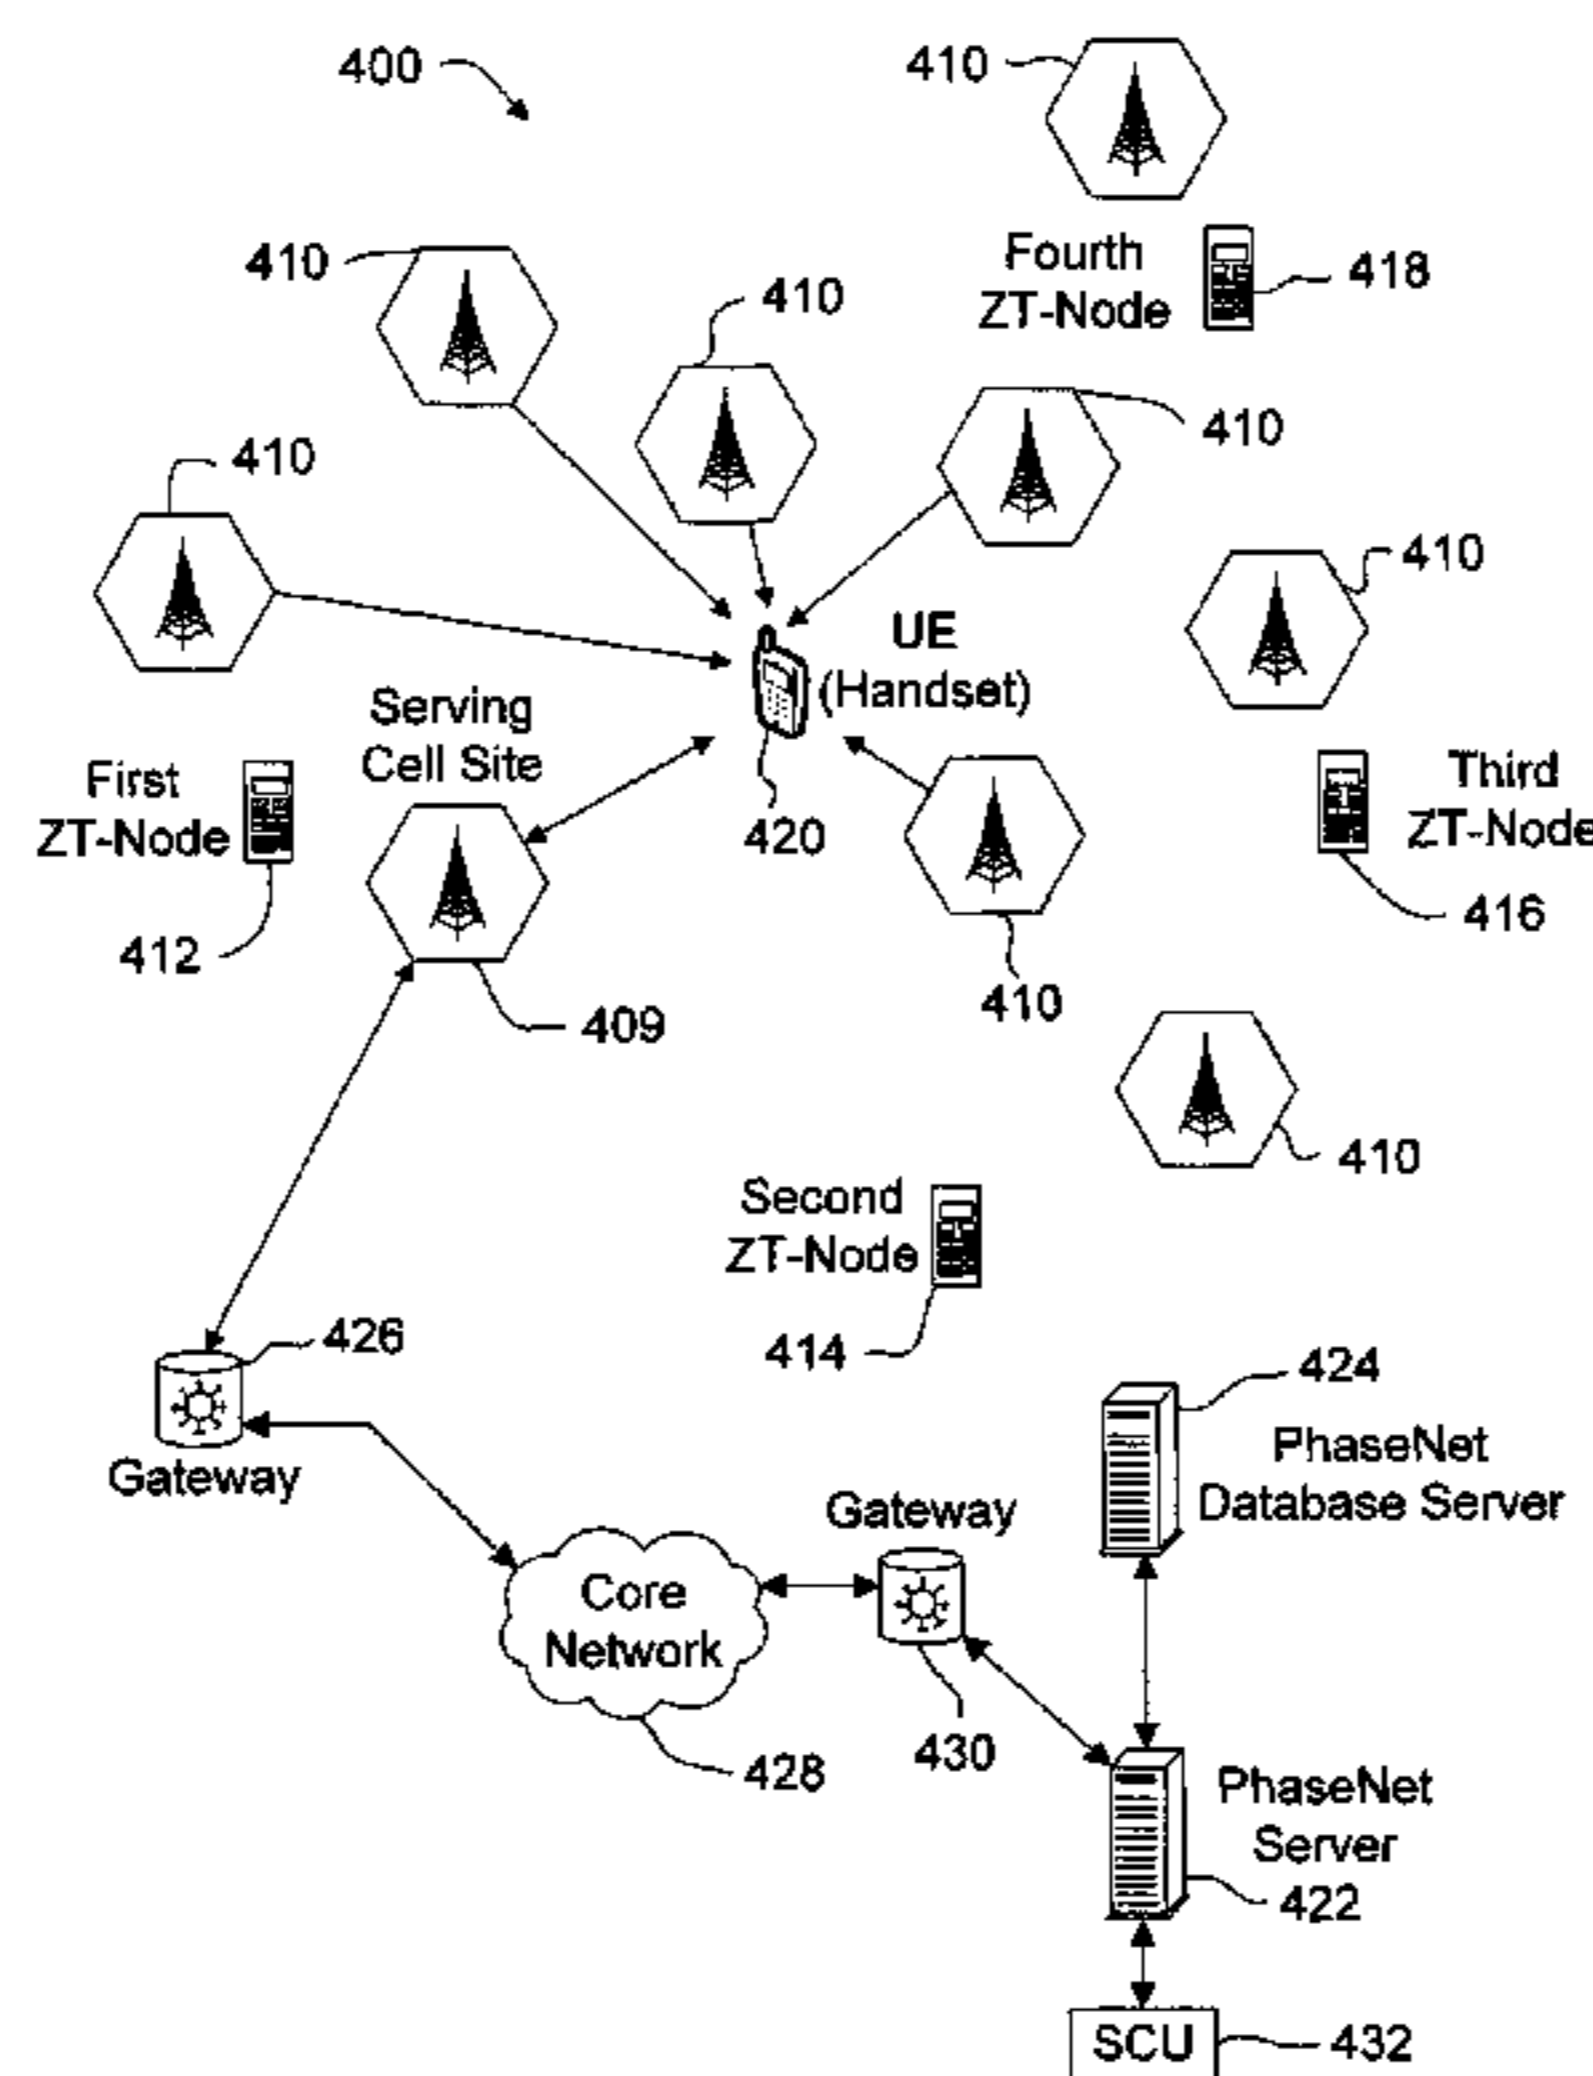 400
410
Fourth
ZT-Node
418
410
410
410
410
410
UE
(Handset)
420
Serving
Cell Site
First
ZT-Node
412
409
410
Third
ZT-Node
416
410
Second
ZT-Node
414
426
Gateway
424
PhaseNet
Database Server
Gateway
Core
Network
428
430
PhaseNet
Server
422
SCU
432